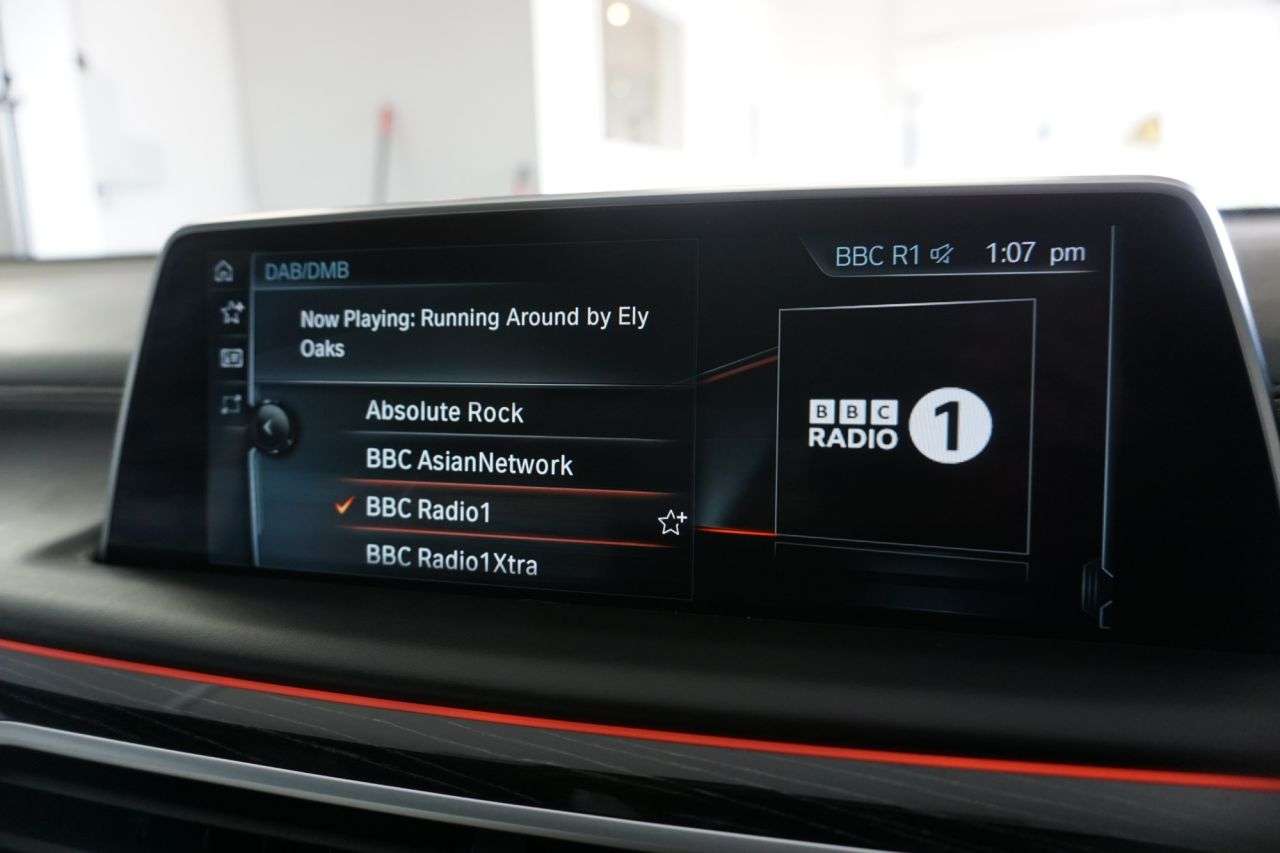 DAB/DMB
BBC R1 1:07 pm
Now Playing: Running Around by Ely
Oaks
Absolute Rock
BBC AsianNetwork
BBC Radio1
BBC Radio1Xtra
BBC
RADIO 1